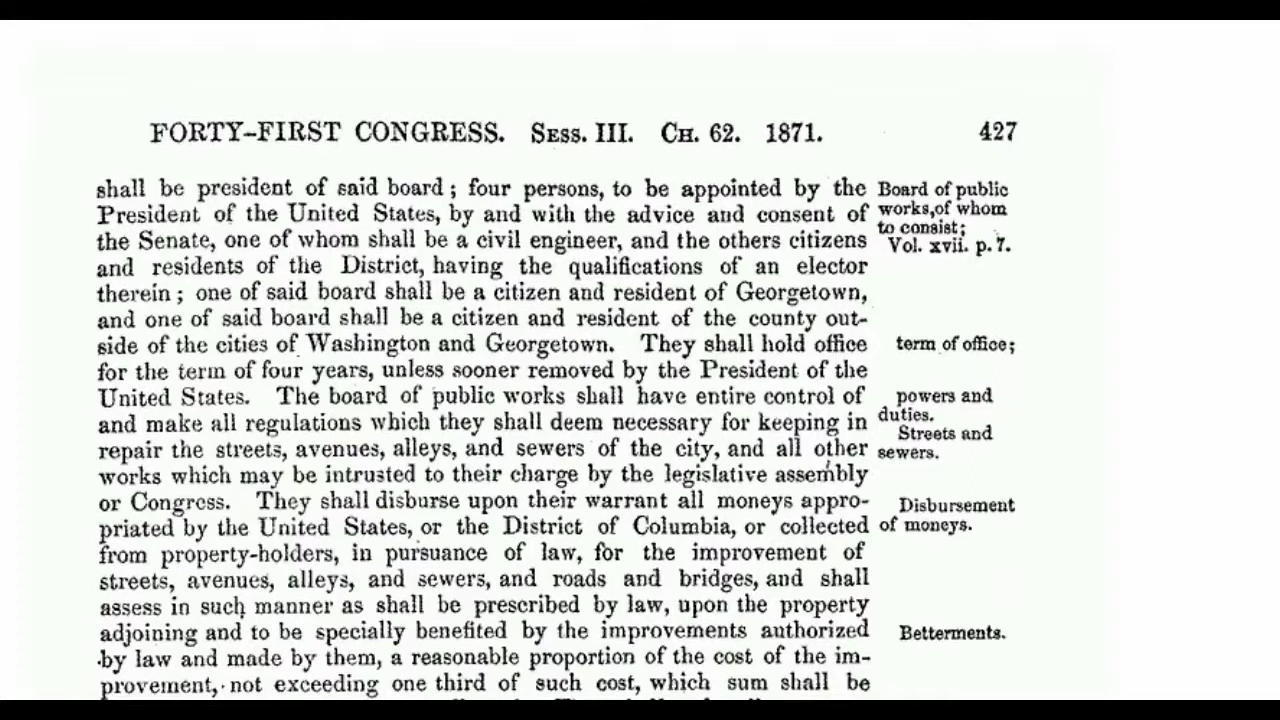 FORTY-FIRST CONGRESS. SESS. III. CH. 62. 1871. 427
shall be president of said board; four persons, to be appointed by the
President of the United States, by and with the advice and consent of
the Senate, one of whom shall be a civil engineer, and the others citizens
and residents of the District, having the qualifications of an elector
therein; one of said board shall be a citizen and resident of Georgetown,
and one of said board shall be a citizen and resident of the county out-
side of the cities of Washington and Georgetown. They shall hold office
for the term of four years, unless sooner removed by the President of the
United States. The board of public works shall have entire control of
and make all regulations which they shall deem necessary for keeping in
repair the streets, avenues, alleys, and sewers of the city, and all other
works which may be intrusted to their charge by the legislative assembly
or Congress. They shall disburse upon their warrant all moneys appro-
priated by the United States, or the District of Columbia, or collected
from property-holders, in pursuance of law, for the improvement of
streets, avenues, alleys, and sewers, and roads and bridges, and shall
assess in such manner as shall be prescribed by law, upon the property
adjoining and to be specially benefited by the improvements authorized
by law and made by them, a reasonable proportion of the cost of the im-
provement, not exceeding one third of such cost, which sum shall be
Board of public
works, of whom
to consist;
Vol. xvii. p. 7.
term of office;
powers and
duties.
Streets and
sewers.
Disbursement
of moneys.
Betterments.